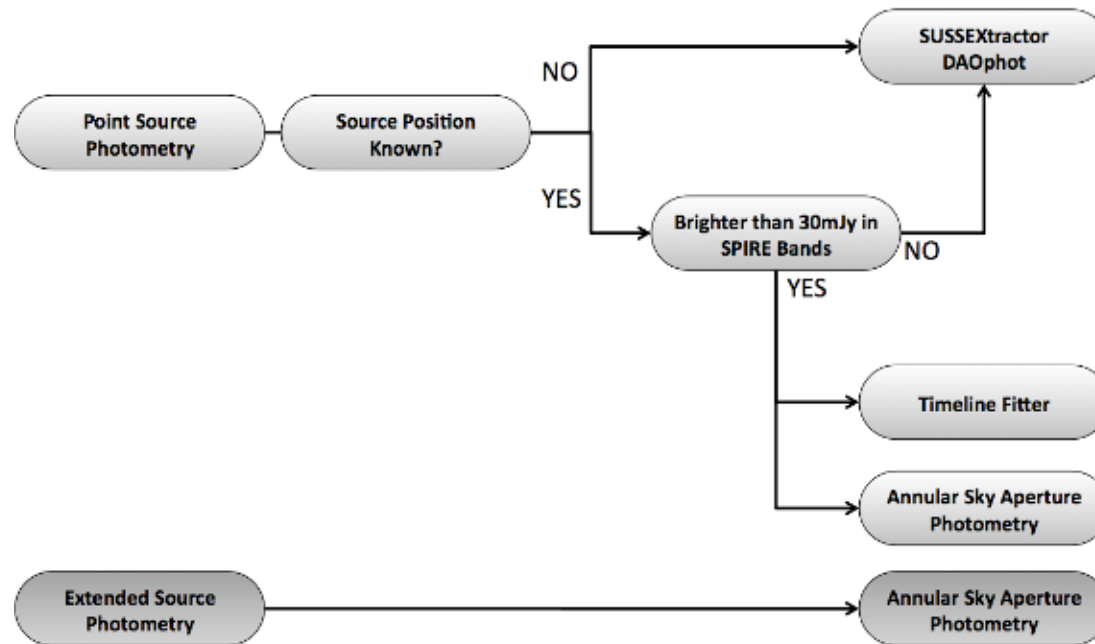 SUSSEXtractor
DAOphot
NO
Point Source
Photometry
Source Position
Known?
YES
Brighter than 30mJy in
SPIRE Bands
NO
YES
Timeline Fitter
Annular Sky Aperture
Photometry
Extended Source
Photometry
Annular Sky Aperture
Photometry